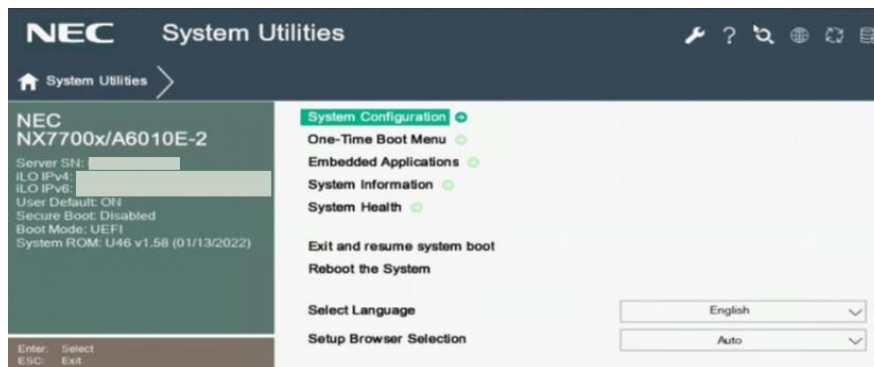 NEC System Utilities
System Utilities
NEC
NX7700x/A6010E-2
Server SN:
iLO IPv4:
iLO IPv6:
User Default: ON
Secure Boot: Disabled
Boot Mode: UEFI
System ROM: U46 v1.58 (01/13/2022)
Enter: Select
ESC: Exit
System Configuration
One-Time Boot Menu
Embedded Applications
System Information
System Health
Exit and resume system boot
Reboot the System
Select Language English
Setup Browser Selection Auto